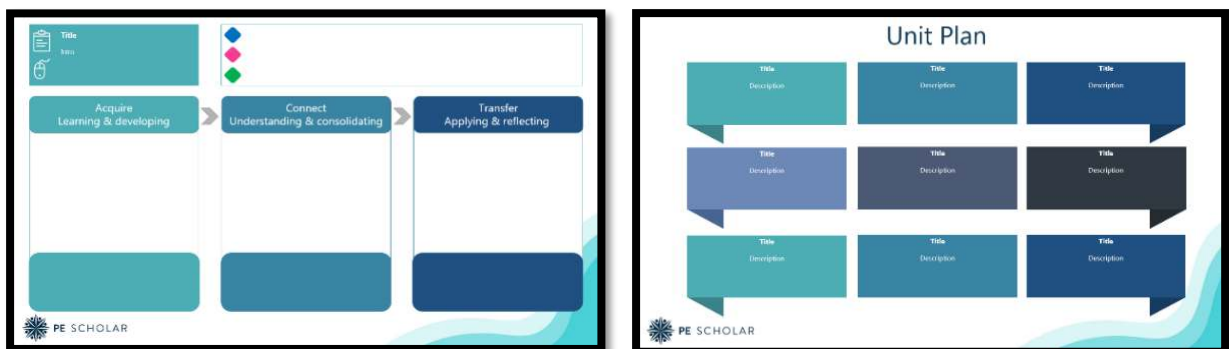 Title
Intro
Acquire
Learning & developing
Connect
Understanding & consolidating
Transfer
Applying & reflecting
PE SCHOLAR
Unit Plan
Title
Description
Title
Description
Title
Description
Title
Description
Title
Description
Title
Description
Title
Description
Title
Description
Title
Description
PE SCHOLAR